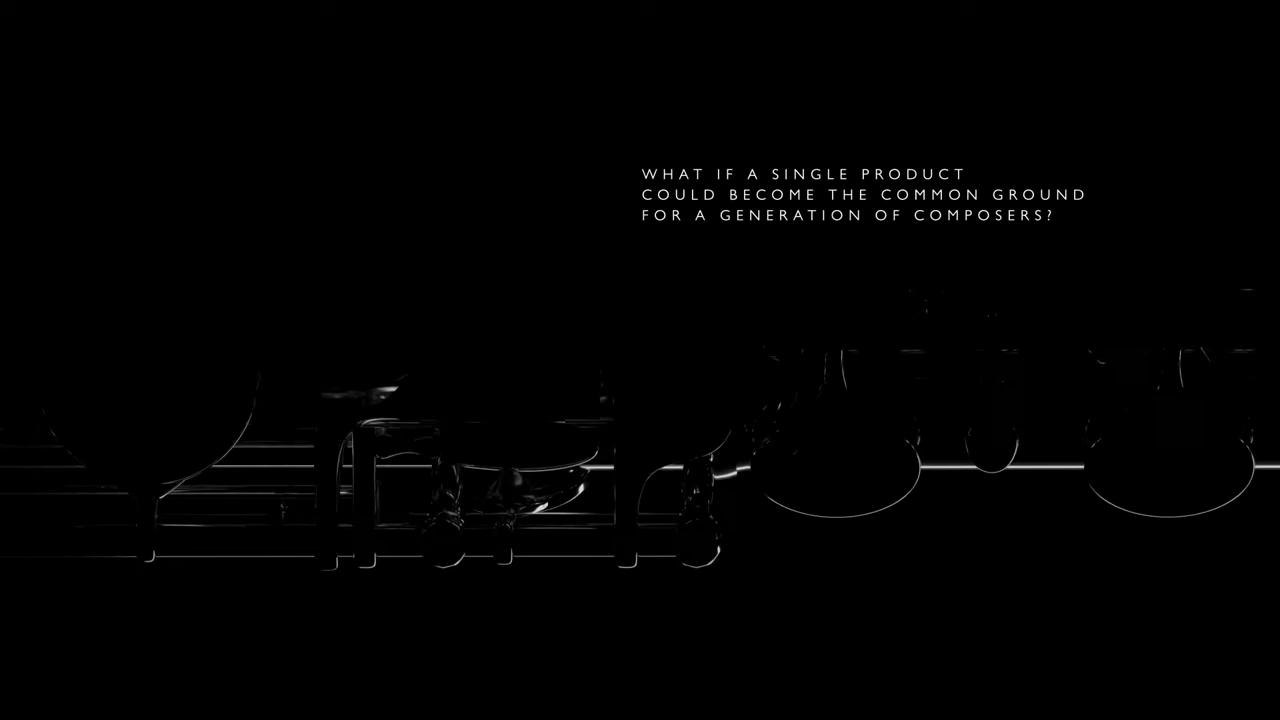 WHAT IF A SINGLE PRODUCT
COULD BECOME THE COMMON GROUND
FOR A GENERATION OF COMPOSERS?